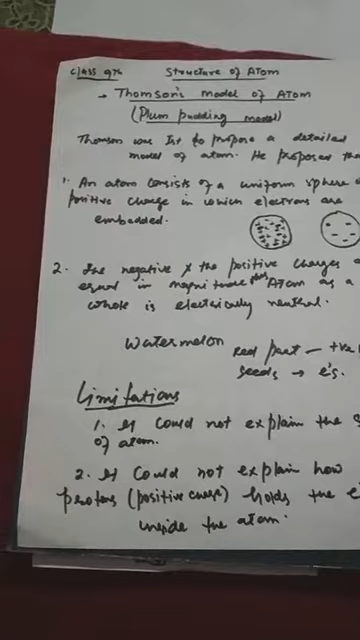 Class 9th Structure of Atom
→ Thomson's model of Atom
(Plum pudding model)
Thomson was 1st to propose a detailed
model of atom. He proposed tha
1. An atom consists of a uniform sphere o
positive charge in which electrons are
embedded.
2. The negative & the positive charges a
equal in magnitude. Atom as a
whole is electrically neutral.
Watermelon Red part – +ve
seeds → e's.
Limitations
1. It could not explain the s
of atom.
2. It could not explain how
protons (positive charge) holds the e
inside the atom.